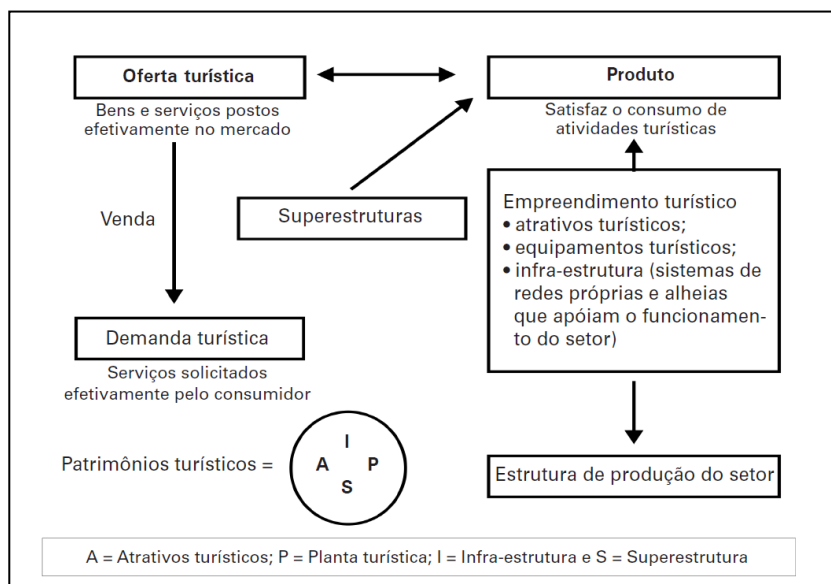 Oferta turística
Bens e serviços postos
efetivamente no mercado
Produto
Satisfaz o consumo de
atividades turísticas
Venda
Superestruturas
Empreendimento turístico
• atrativos turísticos;
• equipamentos turísticos;
• infra-estrutura (sistemas de
redes próprias e alheias
que apóiam o funcionamen-
to do setor)
Demanda turística
Serviços solicitados
efetivamente pelo consumidor
Patrimônios turísticos =
I
A P
S
Estrutura de produção do setor
A = Atrativos turísticos; P = Planta turística; I = Infra-estrutura e S = Superestrutura